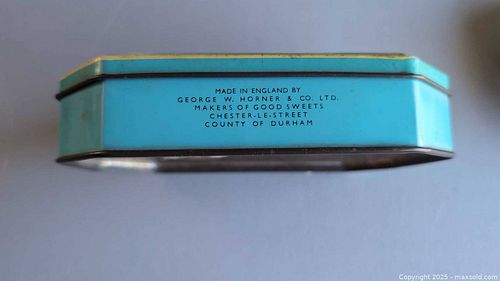 MADE IN ENGLAND BY
GEORGE W. HORNER & CO. LTD.
MAKERS OF GOOD SWEETS
CHESTER-LE-STREET
COUNTY OF DURHAM
Copyright 2025 - maxsold.com